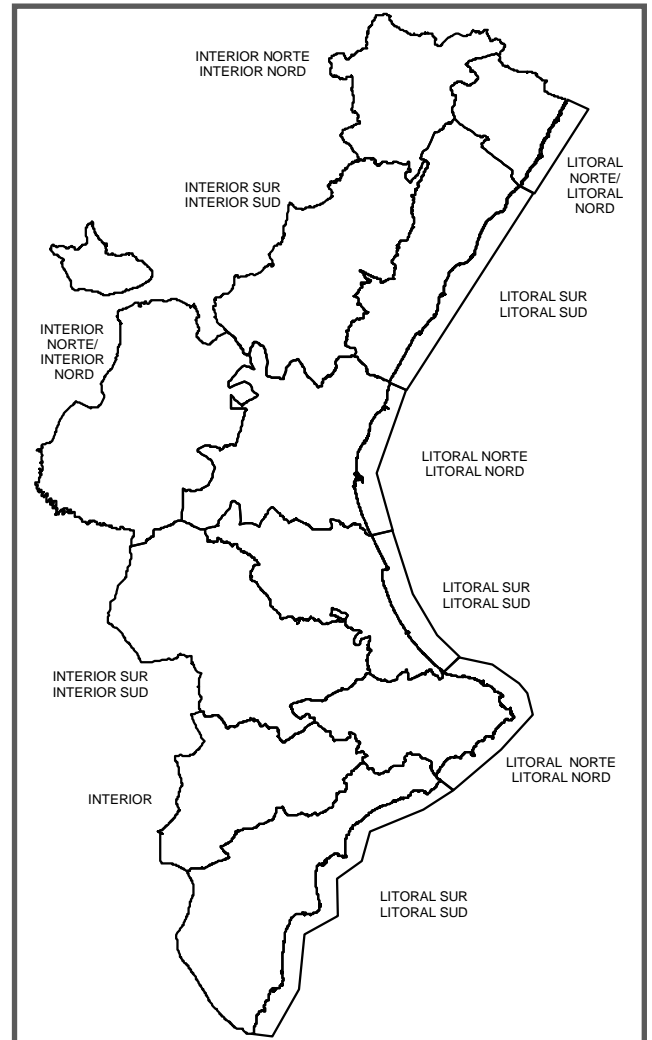 INTERIOR NORTE
INTERIOR NORD
LITORAL
NORTE/
LITORAL
NORD
INTERIOR SUR
INTERIOR SUD
LITORAL SUR
LITORAL SUD
INTERIOR
NORTE/
INTERIOR
NORD
LITORAL NORTE
LITORAL NORD
LITORAL SUR
LITORAL SUD
INTERIOR SUR
INTERIOR SUD
LITORAL NORTE
LITORAL NORD
INTERIOR
LITORAL SUR
LITORAL SUD